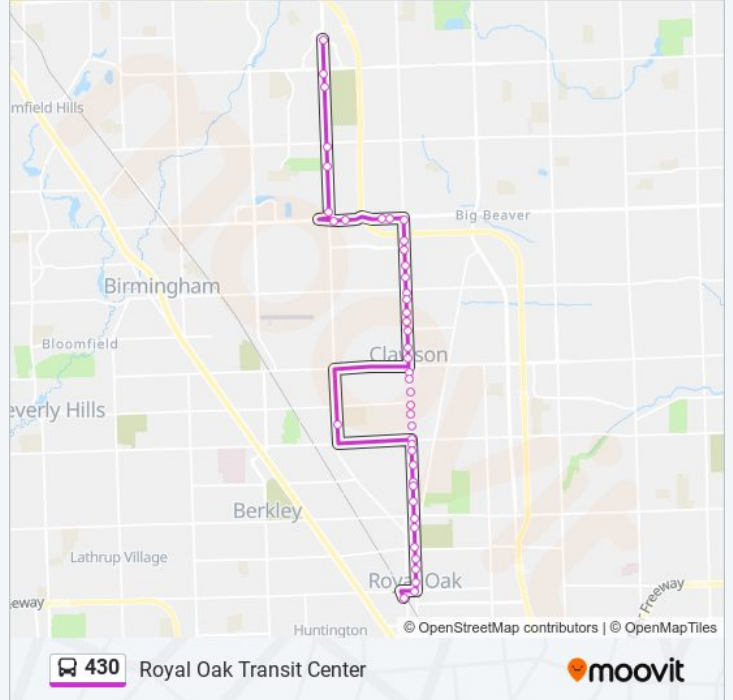 mfield Hills
Big Beaver
Birmingham
Bloomfield
Clawson
everly Hills
Berkley
Lathrup Village
Royal Oak
eway
Freeway
Huntington
© OpenStreetMap contributors | © OpenMapTiles
430 Royal Oak Transit Center
moovit